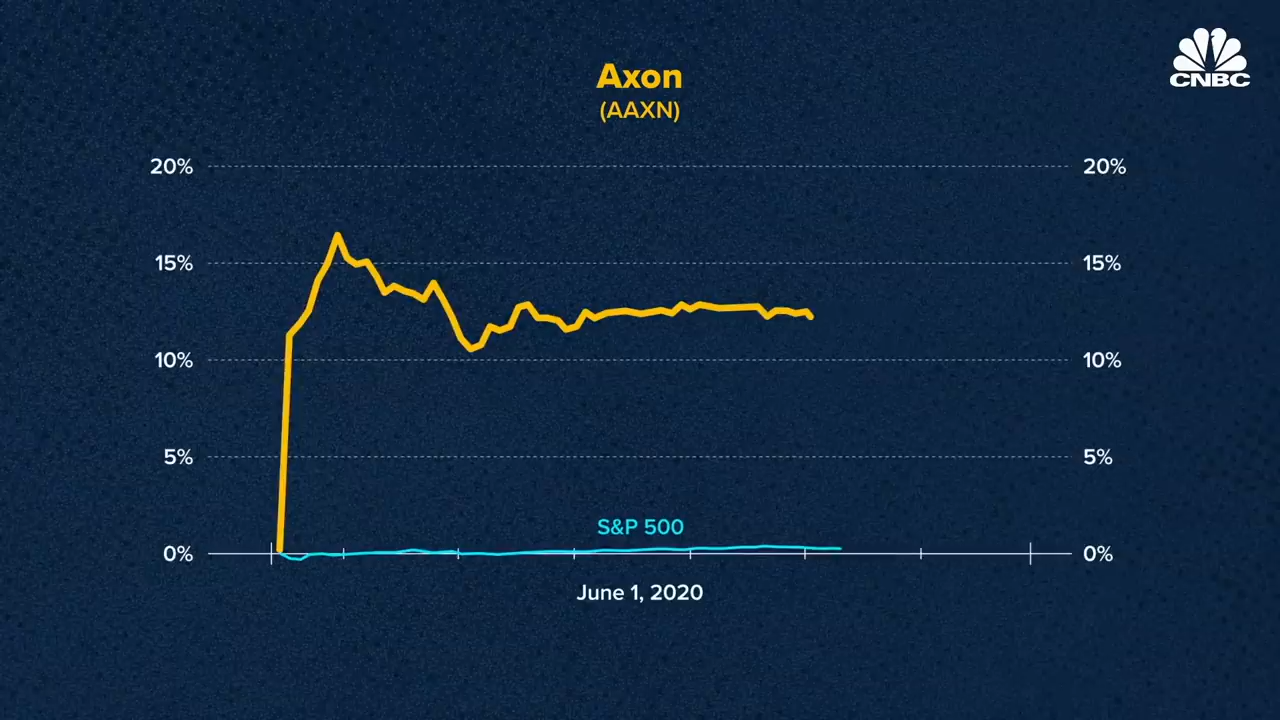 CNBC
Axon
(AAXN)
20% 20%
15% 15%
10% 10%
5% 5%
S&P 500
0% 0%
June 1, 2020